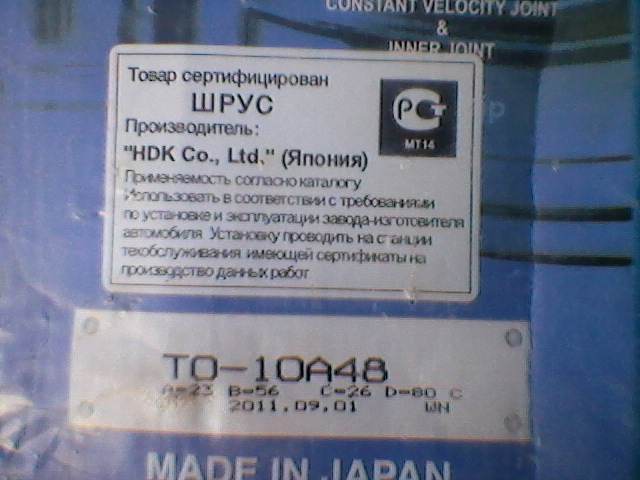 CONSTANT VELOCITY JOINT
&
INNER JOINT
Товар сертифицирован
ШРУС
Производитель:
"HDK Co., Ltd." (Япония)
Применяемость согласно каталогу
Использовать в соответствии с требованиями
по установке и эксплуатации завода-изготовителя
автомобиля. Установку проводить на станции
техобслуживания, имеющей сертификаты на
производство данных работ
РСТ
МТ14
TO-10A48
A=23 B=56 C=26 D=80 C
2011.09.01 WN
MADE IN JAPAN